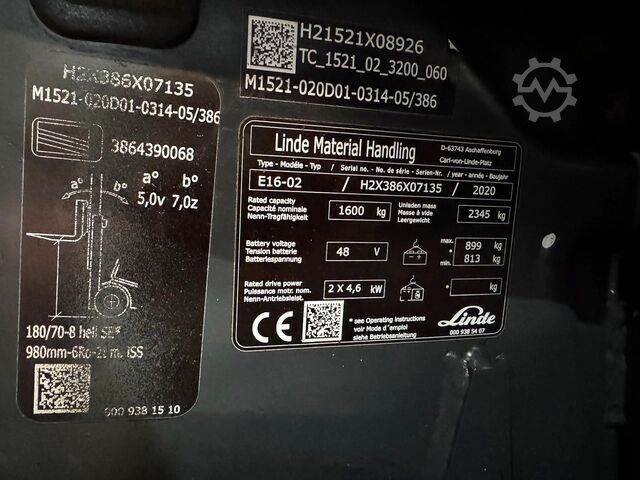 H2X386X07135
M1521-020D01-0314-05/386
3864390068
a° b°
a° b°
5,0v 7,0z
180/70-8 hell
980mm-6Ro- ISS
000 938 15 10
H21521X08926
TC_1521_02_3200_060
M1521-020D01-0314-05/386
Linde Material Handling
D-63743 Aschaffenburg
Carl-von-Linde-Platz
Type - Modèle - Typ / Serial no. - No. de série - Serien-Nr. / year - année - Baujahr
E16-02 / H2X386X07135 / 2020
Rated capacity
Capacité nominale
Nenn-Tragfähigkeit
1600 kg
Unladen mass
Masse à vide
Leergewicht
2345 kg
Battery voltage
Tension batterie
Batteriespannung
48 V
max. 899 kg
*
min. 813 kg
Rated drive power
Puissance motr. nom.
Nenn-Antriebsleist.
2 X 4,6 kW
* kg
CE
* see Operating instructions
voir Mode d'emploi
siehe Betriebsanleitung
Linde
000 938 54 07